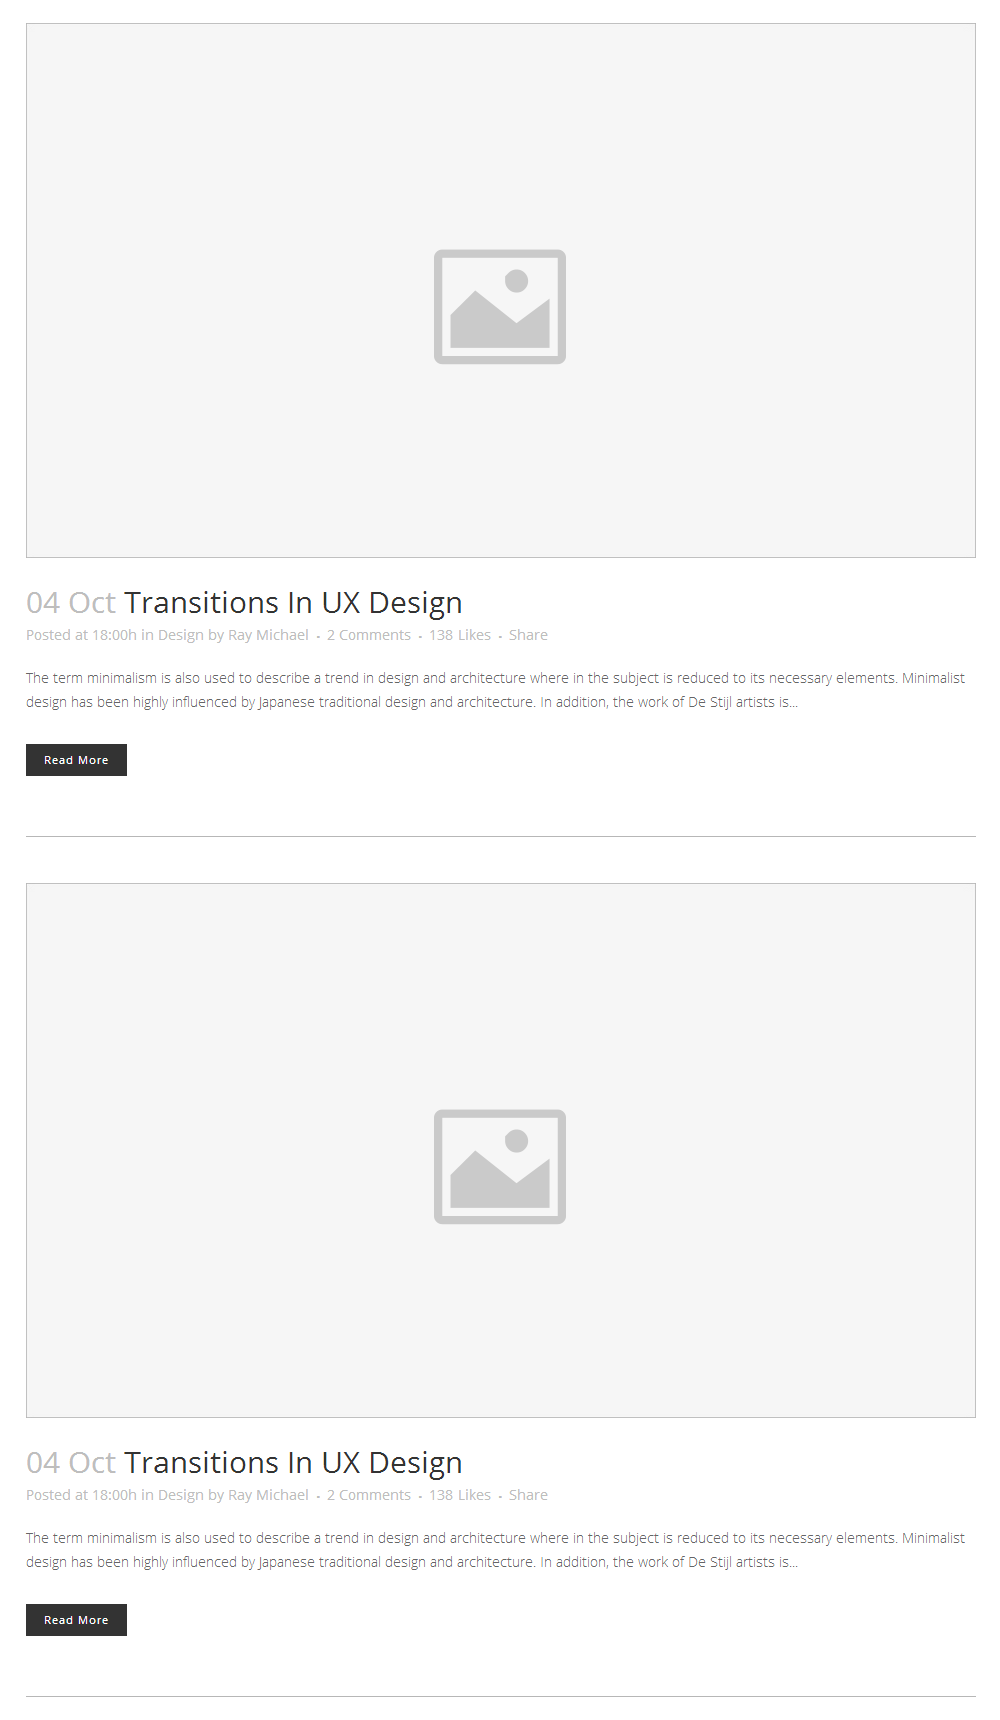 04 Oct Transitions In UX Design
Posted at 18:00h in Design by Ray Michael . 2 Comments . 138 Likes . Share
The term minimalism is also used to describe a trend in design and architecture where in the subject is reduced to its necessary elements. Minimalist
design has been highly influenced by Japanese traditional design and architecture. In addition, the work of De Stijl artists is...
Read More
04 Oct Transitions In UX Design
Posted at 18:00h in Design by Ray Michael . 2 Comments . 138 Likes . Share
The term minimalism is also used to describe a trend in design and architecture where in the subject is reduced to its necessary elements. Minimalist
design has been highly influenced by Japanese traditional design and architecture. In addition, the work of De Stijl artists is...
Read More